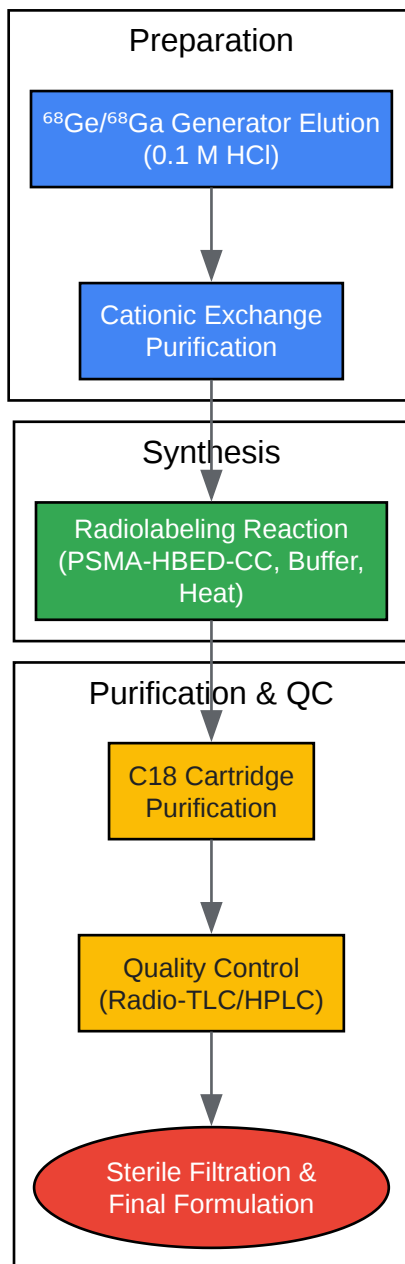 Preparation
⁶⁸Ge/⁶⁸Ga Generator Elution
(0.1 M HCl)
Cationic Exchange
Purification
Synthesis
Radiolabeling Reaction
(PSMA-HBED-CC, Buffer,
Heat)
Purification & QC
C18 Cartridge
Purification
Quality Control
(Radio-TLC/HPLC)
Sterile Filtration &
Final Formulation